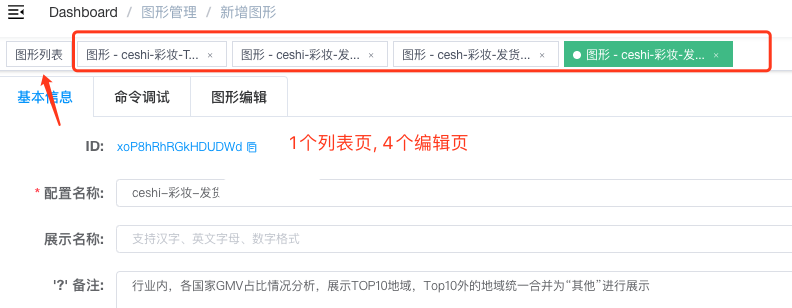 Dashboard / 图形管理 / 新增图形
图形列表 图形 - ceshi-彩妆-T... × 图形 - ceshi-彩妆-发... × 图形 - cesh-彩妆-发货... × 图形 - ceshi-彩妆-发... ×
基本信息 命令调试 图形编辑
ID: xoP8hRhRGkHDUDWd 1个列表页, 4个编辑页
* 配置名称: ceshi-彩妆-发货
展示名称: 支持汉字、英文字母、数字格式
'?' 备注: 行业内，各国家GMV占比情况分析，展示TOP10地域，Top10外的地域统一合并为“其他”进行展示